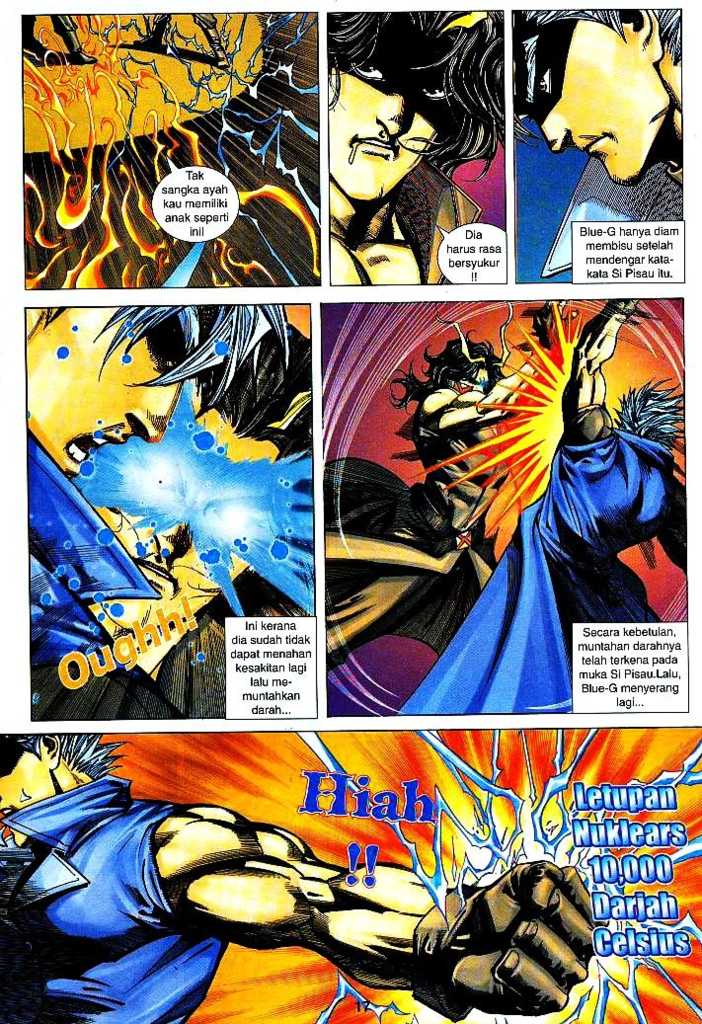 Tak
sangka ayah
kau memiliki
anak seperti
ini!
Dia
harus rasa
bersyukur
!!
Blue-G hanya diam
membisu setelah
mendengar kata-
kata Si Pisau itu.
Oughh!
Ini kerana
dia sudah tidak
dapat menahan
kesakitan lagi
lalu me-
muntahkan
darah...
Secara kebetulan,
muntahan darahnya
telah terkena pada
muka Si Pisau.Lalu,
Blue-G menyerang
lagi...
Hiah
!!
Letupan
Nuklears
10,000
Darjah
Celsius
17